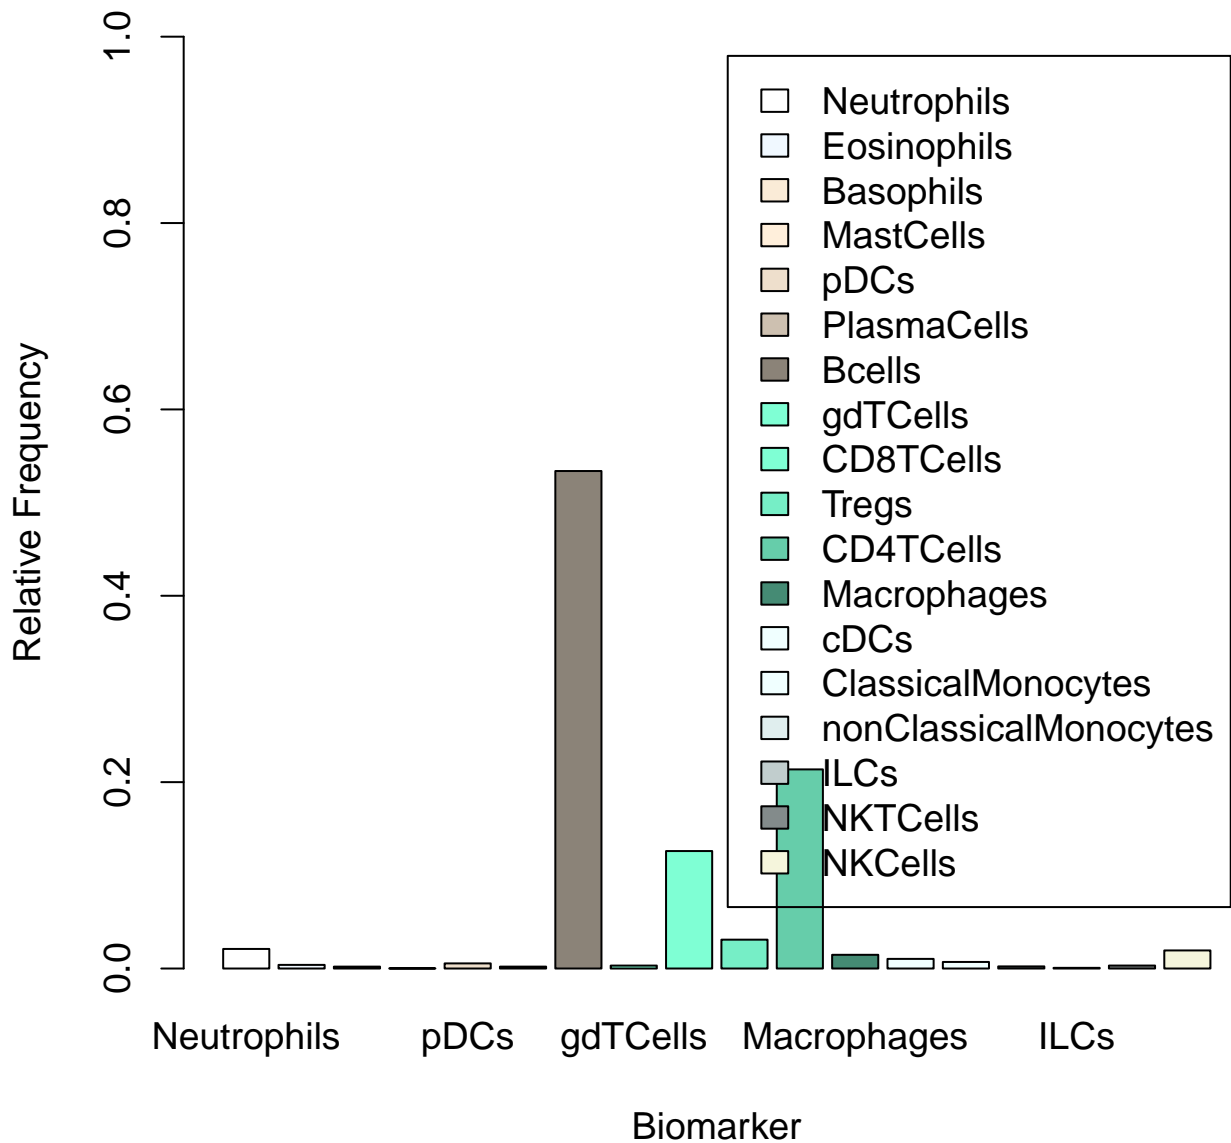 1.0
0.8
0.6
0.4
0.2
0.0
Relative Frequency
Neutrophils
Eosinophils
Basophils
MastCells
pDCs
PlasmaCells
Bcells
gdTCells
CD8TCells
Tregs
CD4TCells
Macrophages
cDCs
ClassicalMonocytes
nonClassicalMonocytes
ILCs
NKTCells
NKCells
Neutrophils pDCs gdTCells Macrophages ILCs
Biomarker